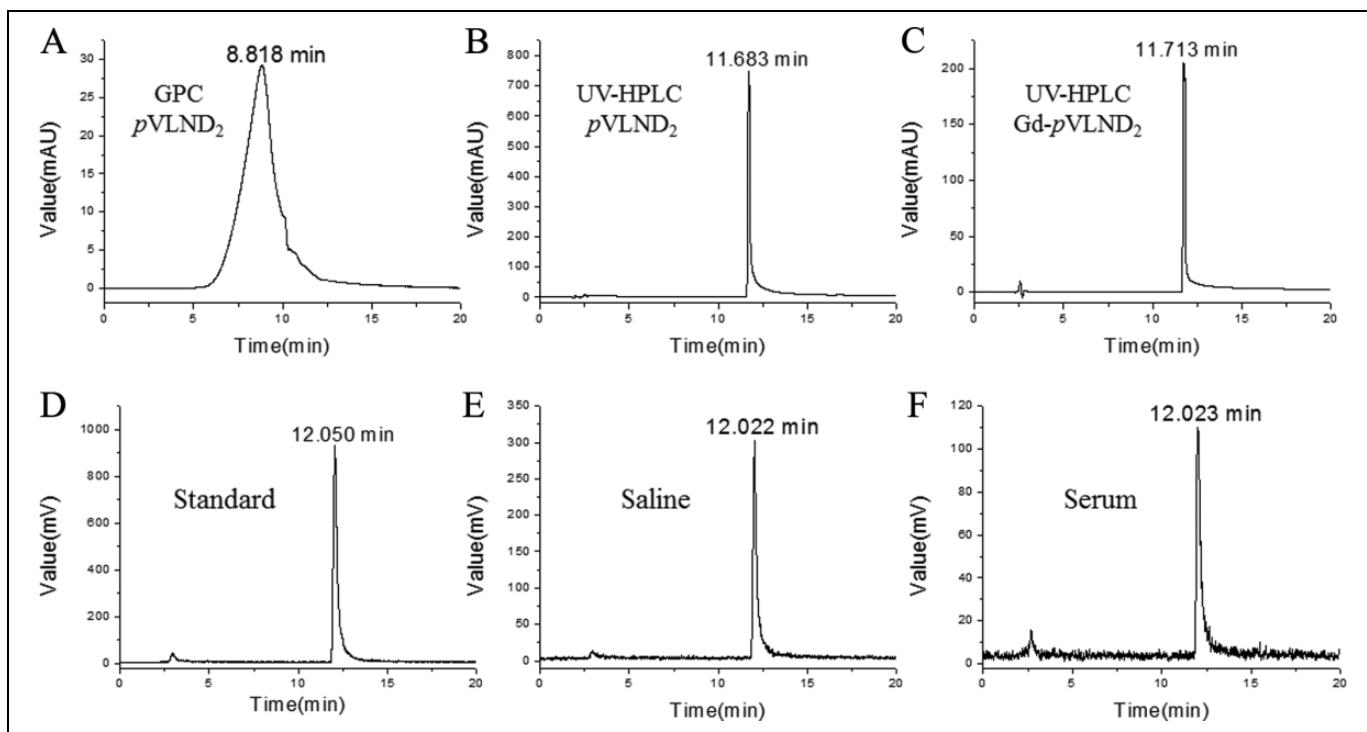 A
8.818 min
GPC
pVLND₂
Value(mAU)
30
25
20
15
10
5
0
0
5
10
15
20
Time(min)
B
11.683 min
UV-HPLC
pVLND₂
Value(mAU)
800
700
600
500
400
300
200
100
0
0
5
10
15
20
Time(min)
C
11.713 min
UV-HPLC
Gd-pVLND₂
Value(mAU)
200
150
100
50
0
0
5
10
15
20
Time(min)
D
12.050 min
Standard
Value(mV)
1000
800
600
400
200
0
0
5
10
15
20
Time(min)
E
12.022 min
Saline
Value(mV)
350
300
250
200
150
100
50
0
0
5
10
15
20
Time(min)
F
12.023 min
Serum
Value(mV)
120
100
80
60
40
20
0
0
5
10
15
20
Time(min)